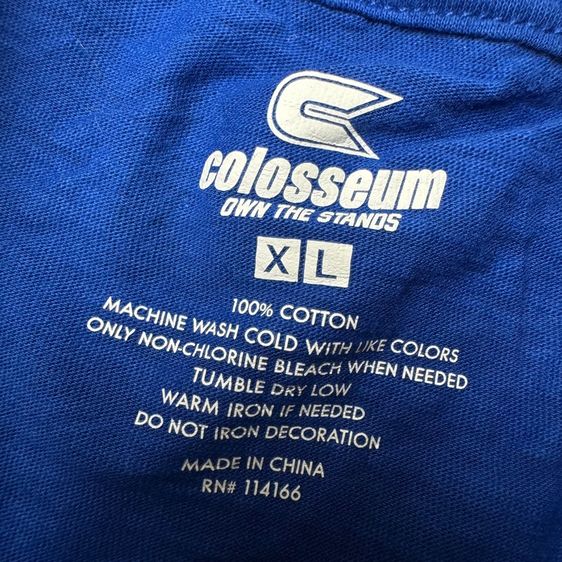 colosseum
OWN THE STANDS
XL
100% COTTON
MACHINE WASH COLD WITH LIKE COLORS
ONLY NON-CHLORINE BLEACH WHEN NEEDED
TUMBLE DRY LOW
WARM IRON IF NEEDED
DO NOT IRON DECORATION
MADE IN CHINA
RN# 114166